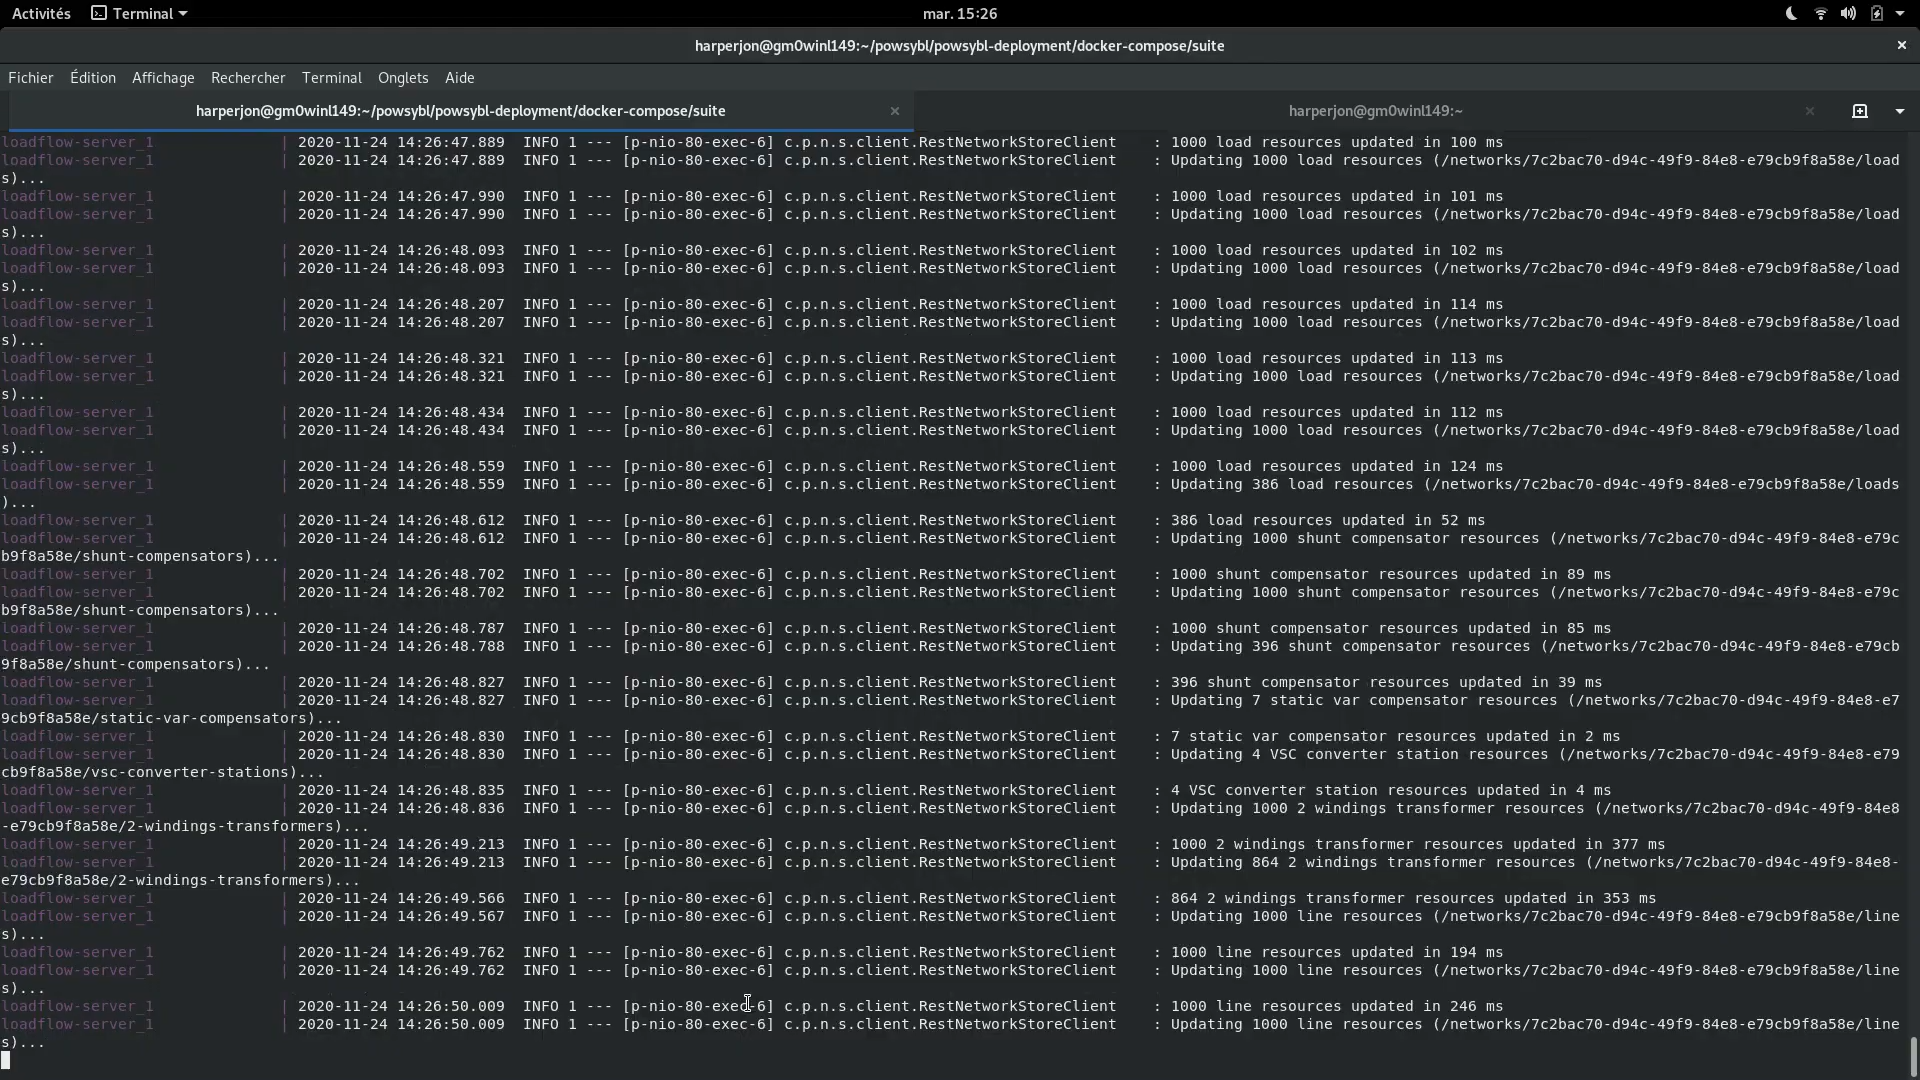 Activités Terminal mar. 15:26
harperjon@gm0winl149:~/powsybl/powsybl-deployment/docker-compose/suite
Fichier Édition Affichage Rechercher Terminal Onglets Aide
harperjon@gm0winl149:~/powsybl/powsybl-deployment/docker-compose/suite harperjon@gm0winl149:~
loadflow-server_1 | 2020-11-24 14:26:47.889 INFO 1 --- [p-nio-80-exec-6] c.p.n.s.client.RestNetworkStoreClient : 1000 load resources updated in 100 ms
loadflow-server_1 | 2020-11-24 14:26:47.889 INFO 1 --- [p-nio-80-exec-6] c.p.n.s.client.RestNetworkStoreClient : Updating 1000 load resources (/networks/7c2bac70-d94c-49f9-84e8-e79cb9f8a58e/load
s)...
loadflow-server_1 | 2020-11-24 14:26:47.990 INFO 1 --- [p-nio-80-exec-6] c.p.n.s.client.RestNetworkStoreClient : 1000 load resources updated in 101 ms
loadflow-server_1 | 2020-11-24 14:26:47.990 INFO 1 --- [p-nio-80-exec-6] c.p.n.s.client.RestNetworkStoreClient : Updating 1000 load resources (/networks/7c2bac70-d94c-49f9-84e8-e79cb9f8a58e/load
s)...
loadflow-server_1 | 2020-11-24 14:26:48.093 INFO 1 --- [p-nio-80-exec-6] c.p.n.s.client.RestNetworkStoreClient : 1000 load resources updated in 102 ms
loadflow-server_1 | 2020-11-24 14:26:48.093 INFO 1 --- [p-nio-80-exec-6] c.p.n.s.client.RestNetworkStoreClient : Updating 1000 load resources (/networks/7c2bac70-d94c-49f9-84e8-e79cb9f8a58e/load
s)...
loadflow-server_1 | 2020-11-24 14:26:48.207 INFO 1 --- [p-nio-80-exec-6] c.p.n.s.client.RestNetworkStoreClient : 1000 load resources updated in 114 ms
loadflow-server_1 | 2020-11-24 14:26:48.207 INFO 1 --- [p-nio-80-exec-6] c.p.n.s.client.RestNetworkStoreClient : Updating 1000 load resources (/networks/7c2bac70-d94c-49f9-84e8-e79cb9f8a58e/load
s)...
loadflow-server_1 | 2020-11-24 14:26:48.321 INFO 1 --- [p-nio-80-exec-6] c.p.n.s.client.RestNetworkStoreClient : 1000 load resources updated in 113 ms
loadflow-server_1 | 2020-11-24 14:26:48.321 INFO 1 --- [p-nio-80-exec-6] c.p.n.s.client.RestNetworkStoreClient : Updating 1000 load resources (/networks/7c2bac70-d94c-49f9-84e8-e79cb9f8a58e/load
s)...
loadflow-server_1 | 2020-11-24 14:26:48.434 INFO 1 --- [p-nio-80-exec-6] c.p.n.s.client.RestNetworkStoreClient : 1000 load resources updated in 112 ms
loadflow-server_1 | 2020-11-24 14:26:48.434 INFO 1 --- [p-nio-80-exec-6] c.p.n.s.client.RestNetworkStoreClient : Updating 1000 load resources (/networks/7c2bac70-d94c-49f9-84e8-e79cb9f8a58e/load
s)...
loadflow-server_1 | 2020-11-24 14:26:48.559 INFO 1 --- [p-nio-80-exec-6] c.p.n.s.client.RestNetworkStoreClient : 1000 load resources updated in 124 ms
loadflow-server_1 | 2020-11-24 14:26:48.559 INFO 1 --- [p-nio-80-exec-6] c.p.n.s.client.RestNetworkStoreClient : Updating 386 load resources (/networks/7c2bac70-d94c-49f9-84e8-e79cb9f8a58e/loads
)...
loadflow-server_1 | 2020-11-24 14:26:48.612 INFO 1 --- [p-nio-80-exec-6] c.p.n.s.client.RestNetworkStoreClient : 386 load resources updated in 52 ms
loadflow-server_1 | 2020-11-24 14:26:48.612 INFO 1 --- [p-nio-80-exec-6] c.p.n.s.client.RestNetworkStoreClient : Updating 1000 shunt compensator resources (/networks/7c2bac70-d94c-49f9-84e8-e79c
b9f8a58e/shunt-compensators)...
loadflow-server_1 | 2020-11-24 14:26:48.702 INFO 1 --- [p-nio-80-exec-6] c.p.n.s.client.RestNetworkStoreClient : 1000 shunt compensator resources updated in 89 ms
loadflow-server_1 | 2020-11-24 14:26:48.702 INFO 1 --- [p-nio-80-exec-6] c.p.n.s.client.RestNetworkStoreClient : Updating 1000 shunt compensator resources (/networks/7c2bac70-d94c-49f9-84e8-e79c
b9f8a58e/shunt-compensators)...
loadflow-server_1 | 2020-11-24 14:26:48.787 INFO 1 --- [p-nio-80-exec-6] c.p.n.s.client.RestNetworkStoreClient : 1000 shunt compensator resources updated in 85 ms
loadflow-server_1 | 2020-11-24 14:26:48.788 INFO 1 --- [p-nio-80-exec-6] c.p.n.s.client.RestNetworkStoreClient : Updating 396 shunt compensator resources (/networks/7c2bac70-d94c-49f9-84e8-e79cb
9f8a58e/shunt-compensators)...
loadflow-server_1 | 2020-11-24 14:26:48.827 INFO 1 --- [p-nio-80-exec-6] c.p.n.s.client.RestNetworkStoreClient : 396 shunt compensator resources updated in 39 ms
loadflow-server_1 | 2020-11-24 14:26:48.827 INFO 1 --- [p-nio-80-exec-6] c.p.n.s.client.RestNetworkStoreClient : Updating 7 static var compensator resources (/networks/7c2bac70-d94c-49f9-84e8-e7
9cb9f8a58e/static-var-compensators)...
loadflow-server_1 | 2020-11-24 14:26:48.830 INFO 1 --- [p-nio-80-exec-6] c.p.n.s.client.RestNetworkStoreClient : 7 static var compensator resources updated in 2 ms
loadflow-server_1 | 2020-11-24 14:26:48.830 INFO 1 --- [p-nio-80-exec-6] c.p.n.s.client.RestNetworkStoreClient : Updating 4 VSC converter station resources (/networks/7c2bac70-d94c-49f9-84e8-e79
cb9f8a58e/vsc-converter-stations)...
loadflow-server_1 | 2020-11-24 14:26:48.835 INFO 1 --- [p-nio-80-exec-6] c.p.n.s.client.RestNetworkStoreClient : 4 VSC converter station resources updated in 4 ms
loadflow-server_1 | 2020-11-24 14:26:48.836 INFO 1 --- [p-nio-80-exec-6] c.p.n.s.client.RestNetworkStoreClient : Updating 1000 2 windings transformer resources (/networks/7c2bac70-d94c-49f9-84e8
-e79cb9f8a58e/2-windings-transformers)...
loadflow-server_1 | 2020-11-24 14:26:49.213 INFO 1 --- [p-nio-80-exec-6] c.p.n.s.client.RestNetworkStoreClient : 1000 2 windings transformer resources updated in 377 ms
loadflow-server_1 | 2020-11-24 14:26:49.213 INFO 1 --- [p-nio-80-exec-6] c.p.n.s.client.RestNetworkStoreClient : Updating 864 2 windings transformer resources (/networks/7c2bac70-d94c-49f9-84e8-
e79cb9f8a58e/2-windings-transformers)...
loadflow-server_1 | 2020-11-24 14:26:49.566 INFO 1 --- [p-nio-80-exec-6] c.p.n.s.client.RestNetworkStoreClient : 864 2 windings transformer resources updated in 353 ms
loadflow-server_1 | 2020-11-24 14:26:49.567 INFO 1 --- [p-nio-80-exec-6] c.p.n.s.client.RestNetworkStoreClient : Updating 1000 line resources (/networks/7c2bac70-d94c-49f9-84e8-e79cb9f8a58e/line
s)...
loadflow-server_1 | 2020-11-24 14:26:49.762 INFO 1 --- [p-nio-80-exec-6] c.p.n.s.client.RestNetworkStoreClient : 1000 line resources updated in 194 ms
loadflow-server_1 | 2020-11-24 14:26:49.762 INFO 1 --- [p-nio-80-exec-6] c.p.n.s.client.RestNetworkStoreClient : Updating 1000 line resources (/networks/7c2bac70-d94c-49f9-84e8-e79cb9f8a58e/line
s)...
loadflow-server_1 | 2020-11-24 14:26:50.009 INFO 1 --- [p-nio-80-exec-6] c.p.n.s.client.RestNetworkStoreClient : 1000 line resources updated in 246 ms
loadflow-server_1 | 2020-11-24 14:26:50.009 INFO 1 --- [p-nio-80-exec-6] c.p.n.s.client.RestNetworkStoreClient : Updating 1000 line resources (/networks/7c2bac70-d94c-49f9-84e8-e79cb9f8a58e/line
s)...